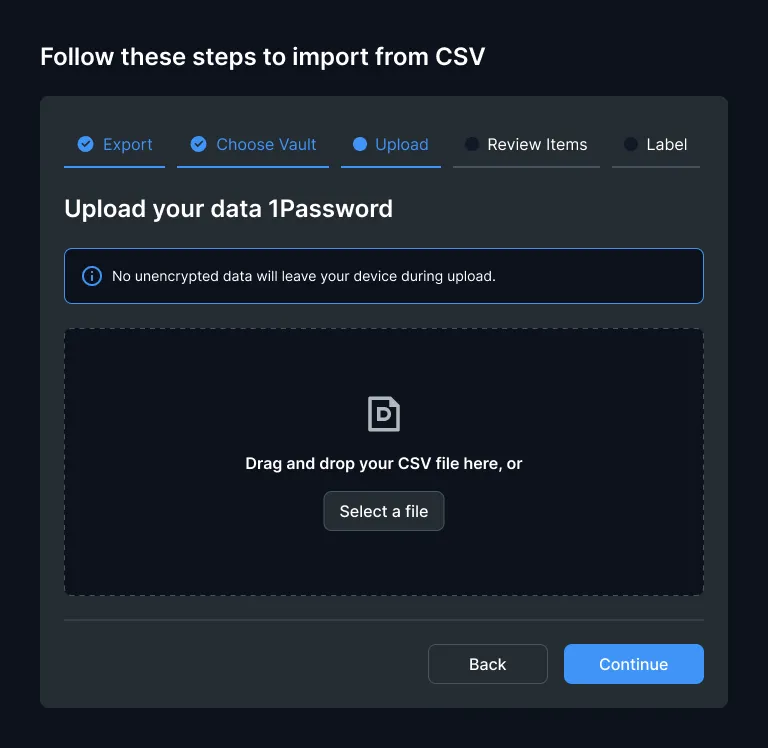 Follow these steps to import from CSV
Export Choose Vault Upload Review Items Label
Upload your data 1Password
No unencrypted data will leave your device during upload.
D
Drag and drop your CSV file here, or
Select a file
Back Continue